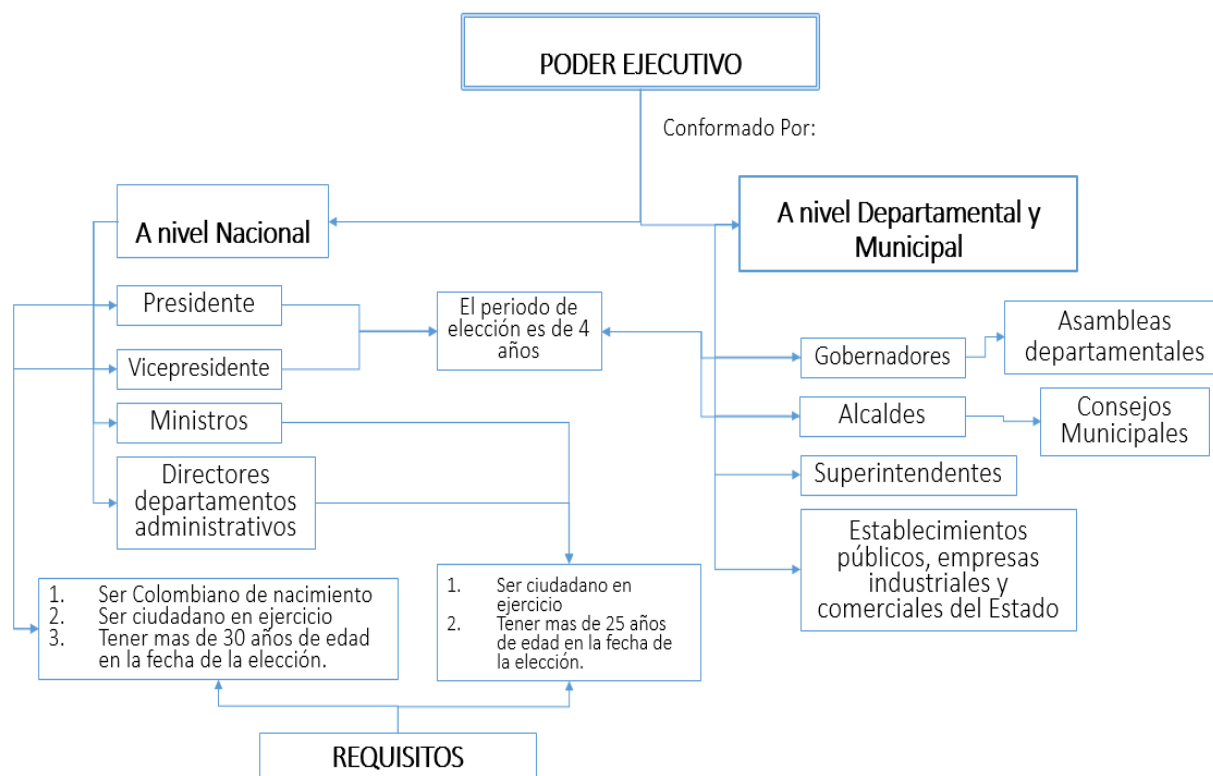 PODER EJECUTIVO
Conformado Por:
A nivel Nacional
A nivel Departamental y
Municipal
Presidente
Vicepresidente
Ministros
Directores
departamentos
administrativos
El periodo de
elección es de 4
años
Gobernadores
Asambleas
departamentales
Alcaldes
Consejos
Municipales
Superintendentes
Establecimientos
públicos, empresas
industriales y
comerciales del Estado
1. Ser Colombiano de nacimiento
2. Ser ciudadano en ejercicio
3. Tener mas de 30 años de edad
en la fecha de la elección.
1. Ser ciudadano en
ejercicio
2. Tener mas de 25 años
de edad en la fecha de
la elección.
REQUISITOS